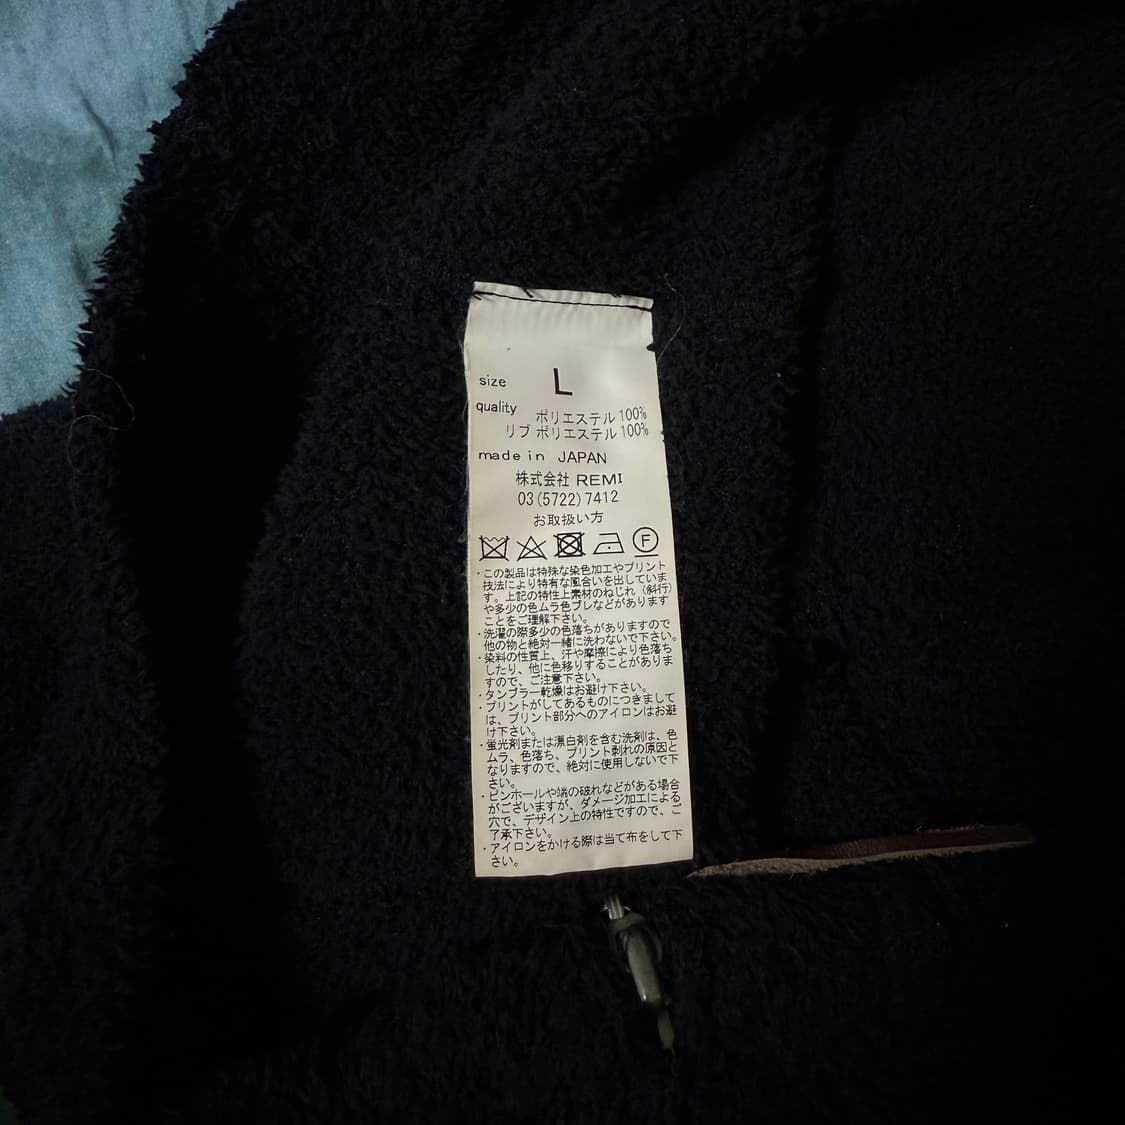 size L
quality ポリエステル 100%
リブ ポリエステル 100%
made in JAPAN
株式会社 REMI
03(5722)7412
お取扱い方
F
・この製品は特殊な染色加工やプリント
技法により特有な風合いを出していま
す。上記の特性上素材のねじれ（斜行）
や多少の色ムラ色ブレなどがあります
ことをご理解下さい。
・洗濯の際多少の色落ちがありますので
他の物と絶対一緒に洗わないで下さい。
・染料の性質上、汗や摩擦により色落ち
したり、他に色移りすることがありま
すので、ご注意下さい。
・タンブラー乾燥はお避け下さい。
・プリントがしてあるものにつきまして
は、プリント部分へのアイロンはお避
け下さい。
・蛍光剤または漂白剤を含む洗剤は、色
ムラ、色落ち、プリント剥れの原因と
なりますので、絶対に使用しないで下
さい。
・ピンホールや端の破れなどがある場合
がございますが、ダメージ加工による
穴で、デザイン上の特性ですので、ご
了承下さい。
・アイロンをかける際は当て布をして下
さい。